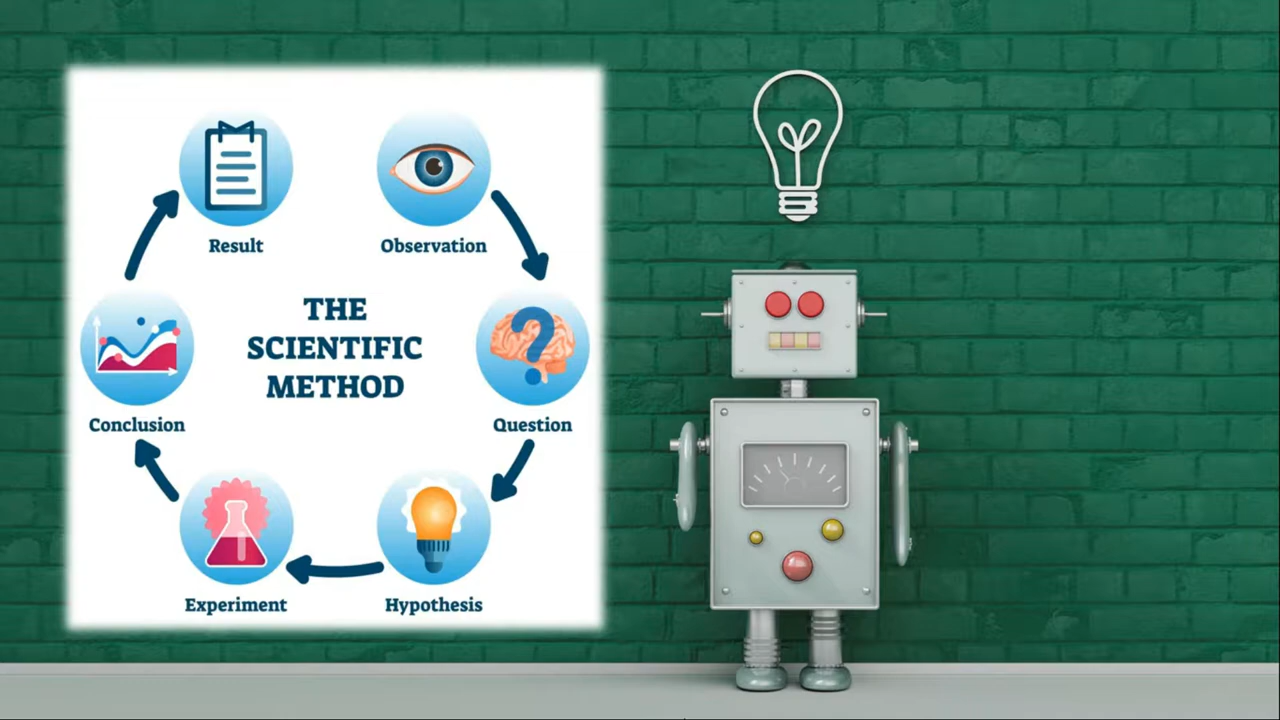 Result
Observation
THE
SCIENTIFIC
METHOD
Conclusion
Question
Experiment
Hypothesis